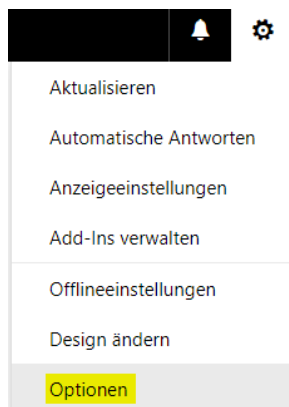 Aktualisieren
Automatische Antworten
Anzeigeeinstellungen
Add-Ins verwalten
Offlineeinstellungen
Design ändern
Optionen